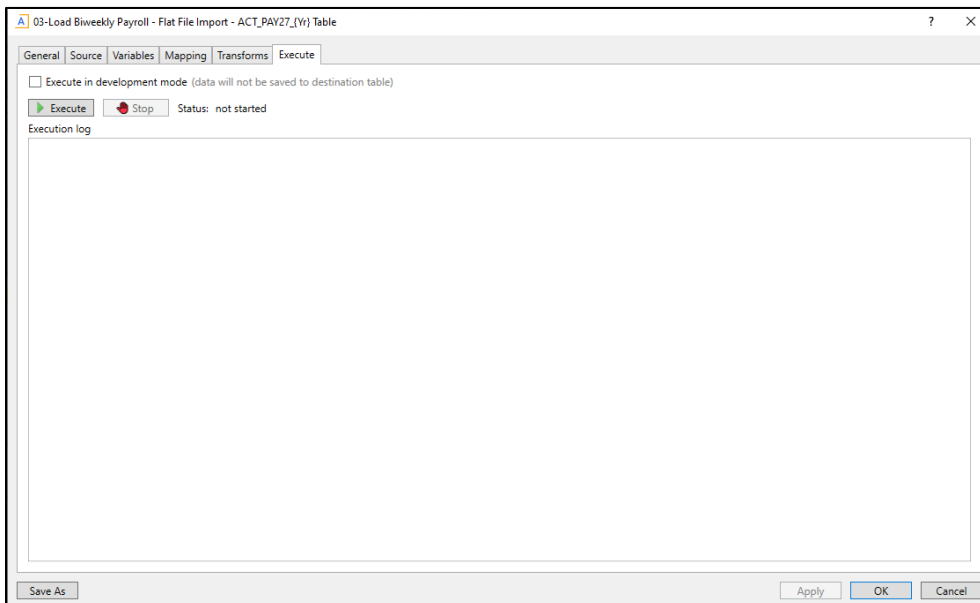 A 03-Load Biweekly Payroll - Flat File Import - ACT_PAY27_{Yr} Table ? X
General Source Variables Mapping Transforms Execute
Execute in development mode (data will not be saved to destination table)
Execute Stop Status: not started
Execution log
Save As Apply OK Cancel